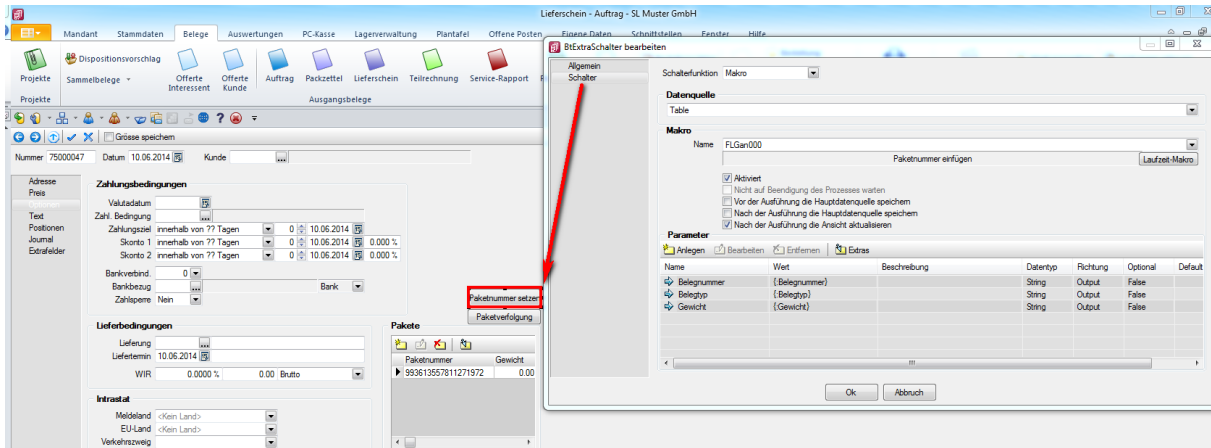 Lieferschein - Auftrag - SL Muster GmbH
Mandant Stammdaten Belege Auswertungen PC-Kasse Lagerverwaltung Plantafel Offene Posten Eigene Daten Schnittstellen Fenster Hilfe
Dispositionsvorschlag
Projekte Sammelbelege Offerte Interessent Offerte Kunde Auftrag Packzettel Lieferschein Teilrechnung Service-Rapport
Projekte Ausgangsbelege
Grösse speichern
Nummer 75000047 Datum 10.06.2014 Kunde ...
Adresse
Preis
Optionen
Text
Positionen
Journal
Extrafelder
Zahlungsbedingungen
Valutadatum
Zahl. Bedingung ...
Zahlungsziel innerhalb von ?? Tagen 0 10.06.2014
Skonto 1 innerhalb von ?? Tagen 0 10.06.2014 0.000 %
Skonto 2 innerhalb von ?? Tagen 0 10.06.2014 0.000 %
Bankverbind. 0
Bankbezug ... Bank
Zahlsperre Nein
Paketnummer setzen
Paketverfolgung
Lieferbedingungen
Lieferung ...
Liefertermin 10.06.2014
WIR 0.0000 % 0.00 Brutto
Pakete
Paketnummer Gewicht
993613557811271972 0.00
Intrastat
Meldeland <Kein Land>
EU-Land <Kein Land>
Verkehrszweig
BtExtraSchalter bearbeiten
Allgemein
Schalter
Schalterfunktion Makro
Datenquelle
Table
Makro
Name FLGan000
Paketnummer einfügen Laufzeit-Makro
Aktiviert
Nicht auf Beendigung des Prozesses warten
Vor der Ausführung die Hauptdatenquelle speichern
Nach der Ausführung die Hauptdatenquelle speichern
Nach der Ausführung die Ansicht aktualisieren
Parameter
Anlegen Bearbeiten Entfernen Extras
Name Wert Beschreibung Datentyp Richtung Optional Default
Belegnummer {:Belegnummer} String Output False
Belegtyp {:Belegtyp} String Output False
Gewicht {:Gewicht} String Output False
Ok Abbruch